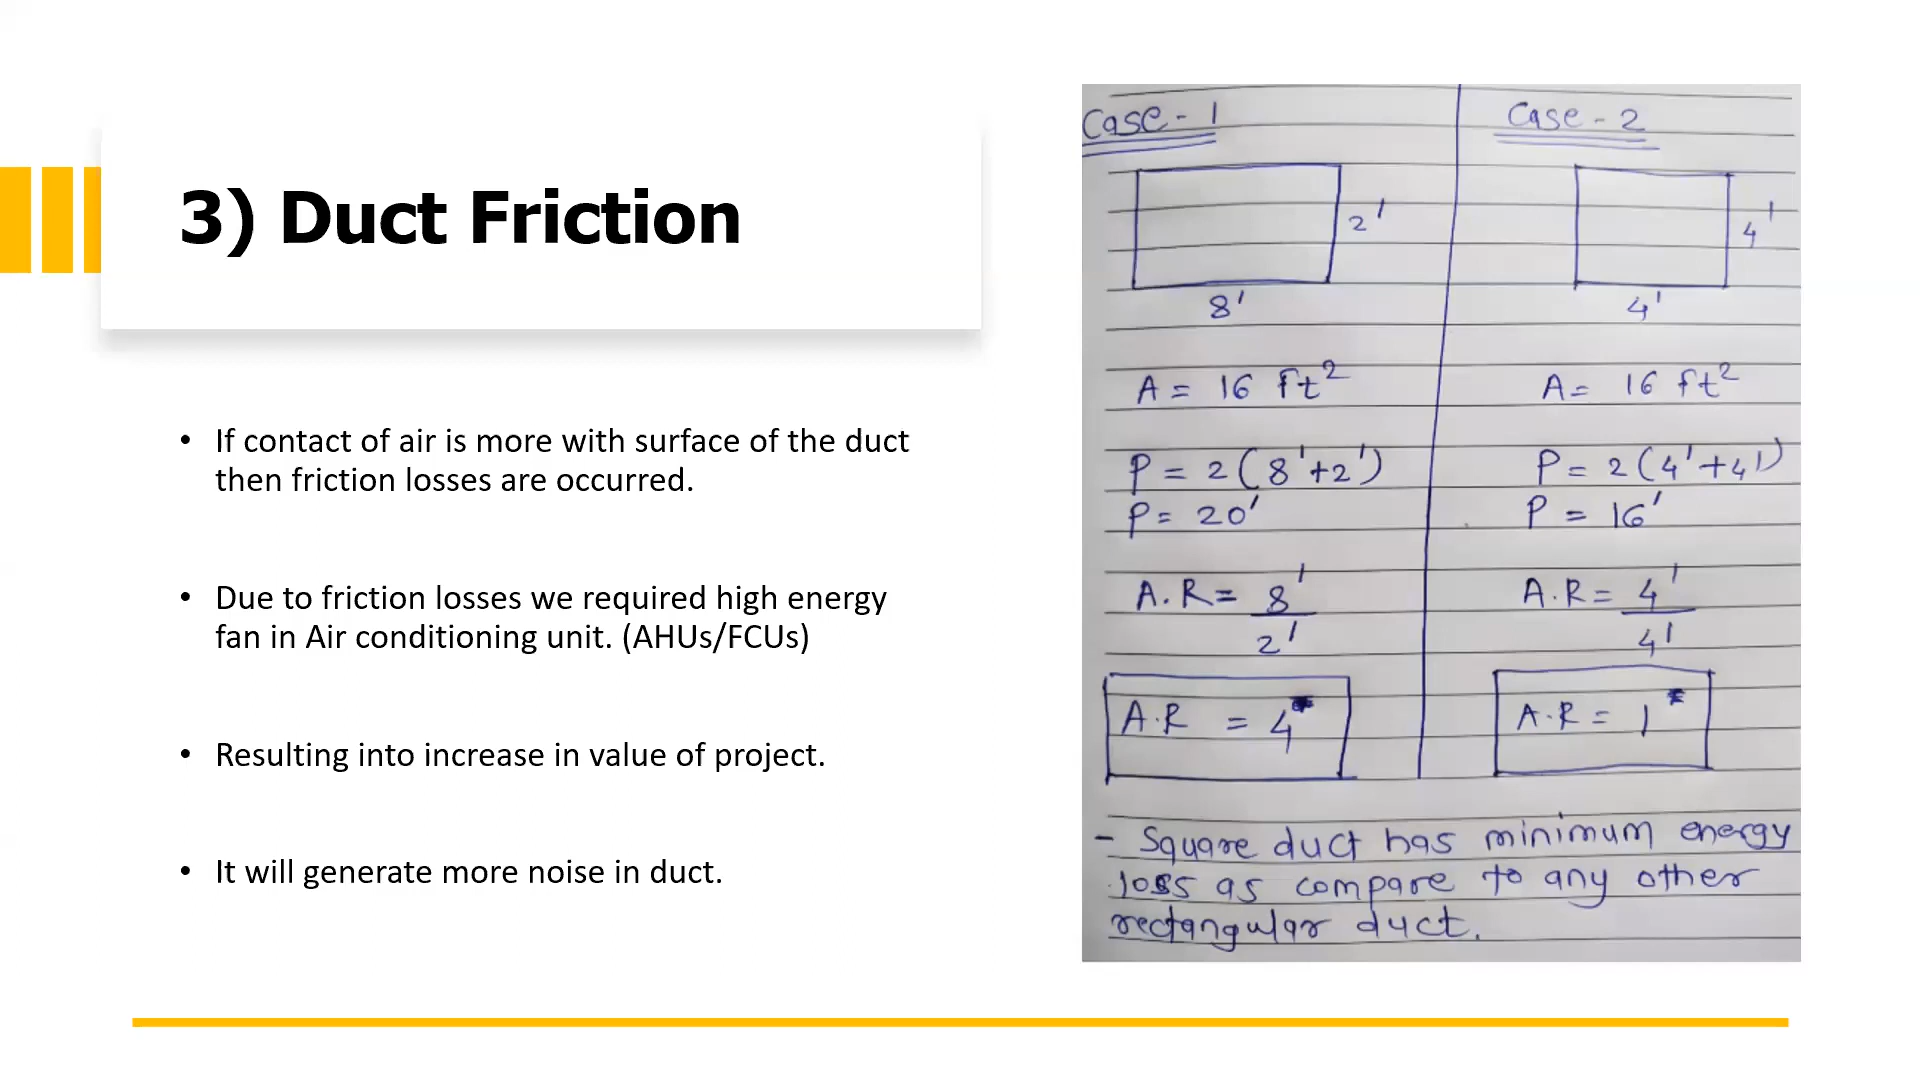 3) Duct Friction
• If contact of air is more with surface of the duct
then friction losses are occurred.
• Due to friction losses we required high energy
fan in Air conditioning unit. (AHUs/FCUs)
• Resulting into increase in value of project.
• It will generate more noise in duct.
Case - 1
2'
8'
A = 16 ft²
P = 2(8'+2')
P = 20'
A.R = 8'
2'
A.R = 4
Case - 2
4'
4'
A = 16 ft²
P = 2(4'+4')
P = 16'
A.R = 4'
4'
A.R = 1
- Square duct has minimum energy
loss as compare to any other
rectangular duct.